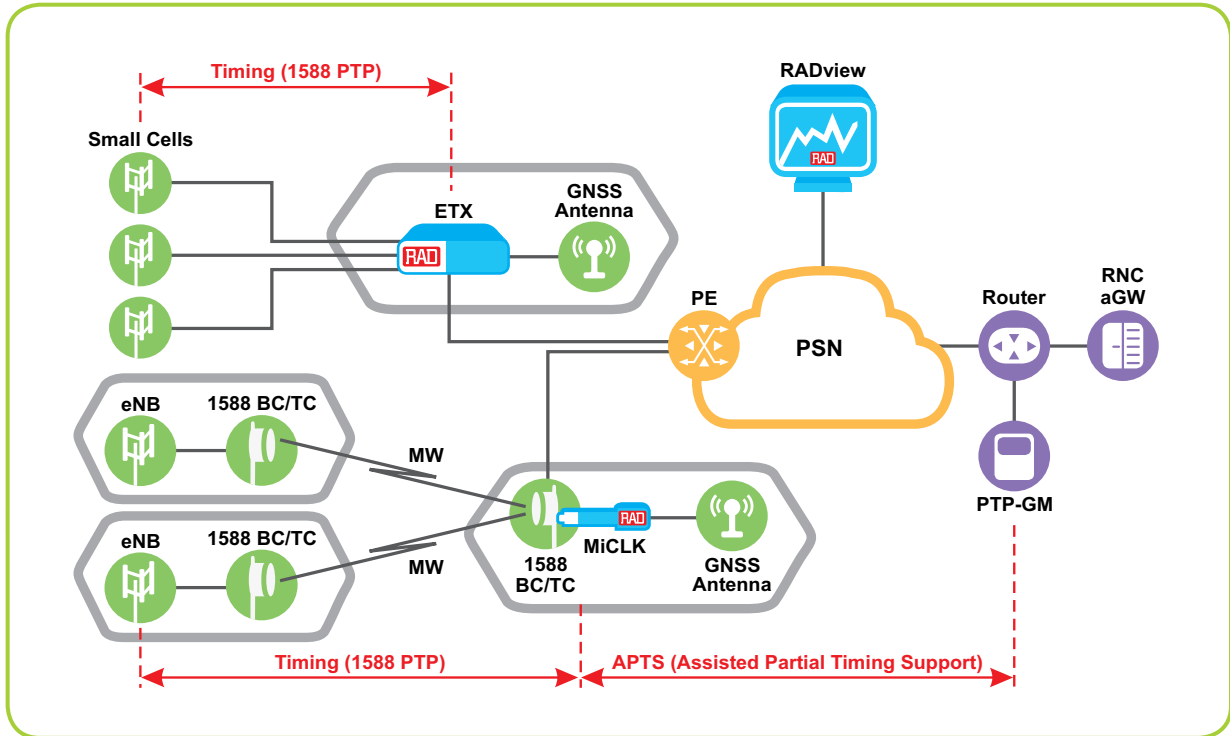 Timing (1588 PTP)
RADview
RAD
Small Cells
GNSS
Antenna
ETX
RAD
PE
PSN
Router
RNC
aGW
eNB
1588 BC/TC
MW
PTP-GM
eNB
1588 BC/TC
MW
RAD
MiCLK
1588
BC/TC
GNSS
Antenna
Timing (1588 PTP)
APTS (Assisted Partial Timing Support)